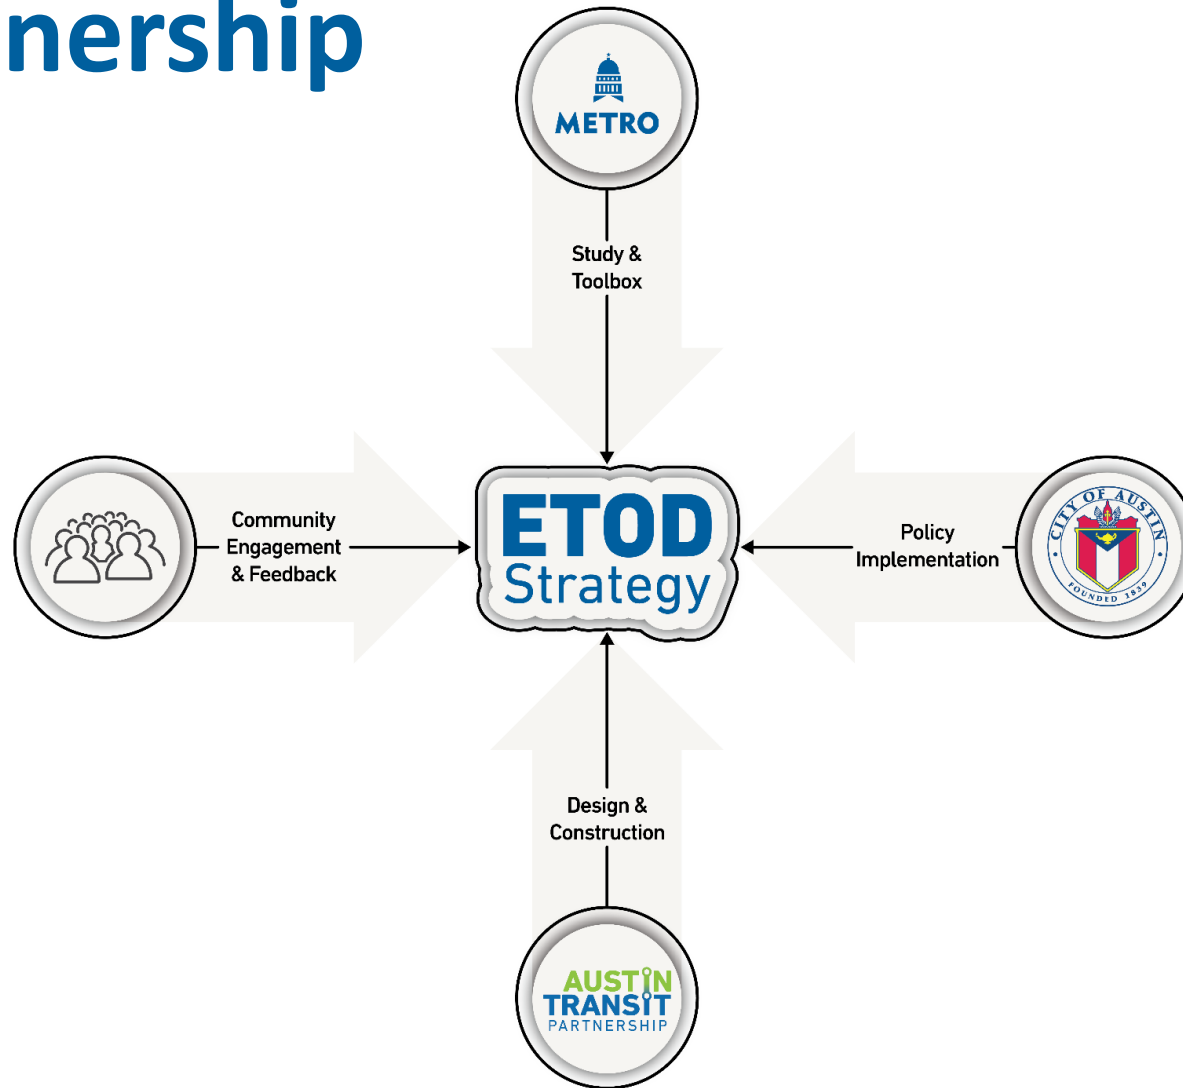 nership
METRO
Study &
Toolbox
Community
Engagement
& Feedback
ETOD
Strategy
Policy
Implementation
CITY OF AUSTIN
FOUNDED 1839
Design &
Construction
AUSTIN
TRANSIT
PARTNERSHIP